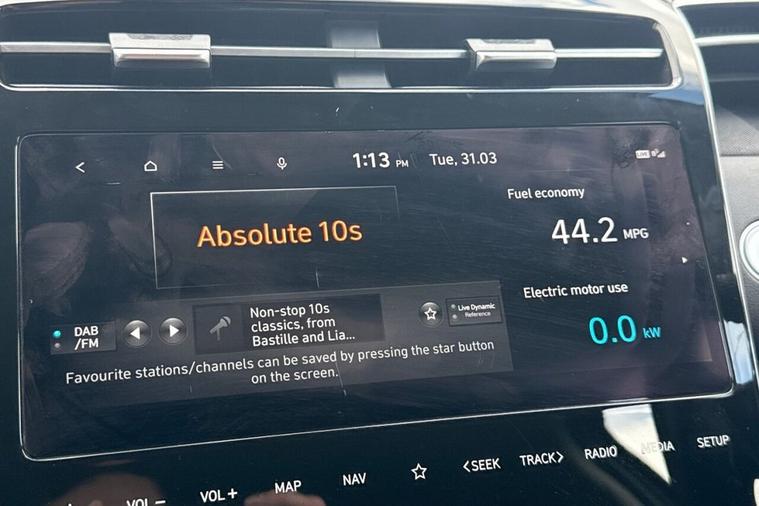 1:13 PM Tue, 31.03
LIVE
Fuel economy
44.2 MPG
Absolute 10s
Electric motor use
0.0 kW
DAB
/FM
Non-stop 10s
classics, from
Bastille and Lia...
Live Dynamic
Reference
Favourite stations/channels can be saved by pressing the star button
on the screen.
VOL− VOL+ MAP NAV <SEEK TRACK> RADIO MEDIA SETUP